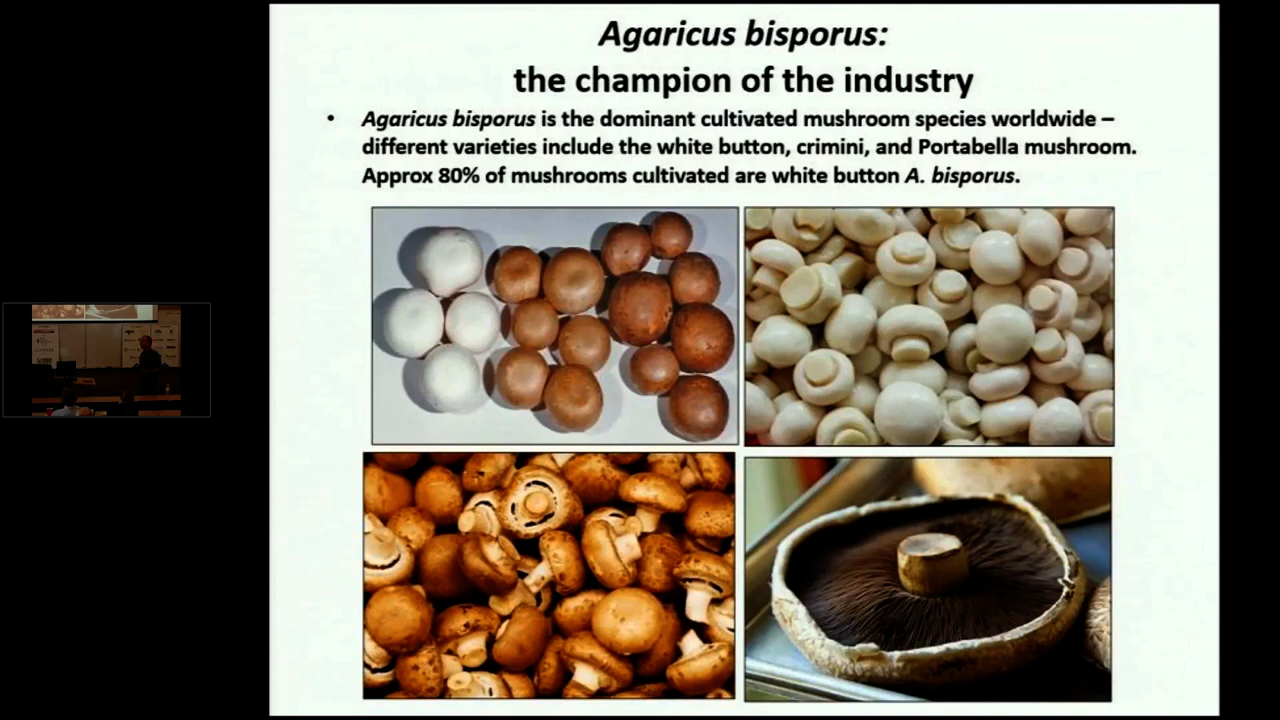 Agaricus bisporus:
the champion of the industry
• Agaricus bisporus is the dominant cultivated mushroom species worldwide –
different varieties include the white button, crimini, and Portabella mushroom.
Approx 80% of mushrooms cultivated are white button A. bisporus.